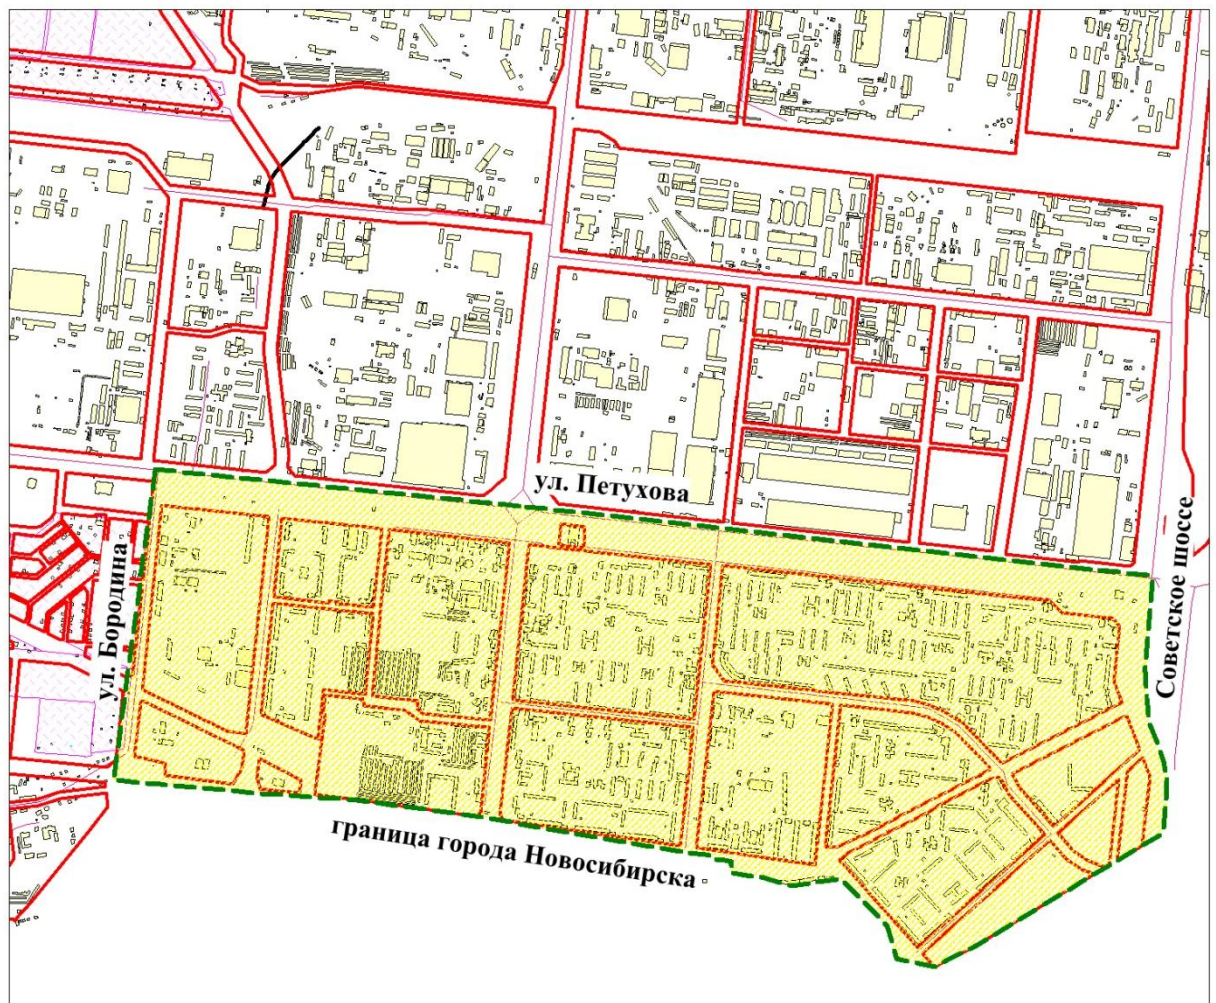 ул. Петухова
Советское шоссе
ул. Бородина
граница города Новосибирска